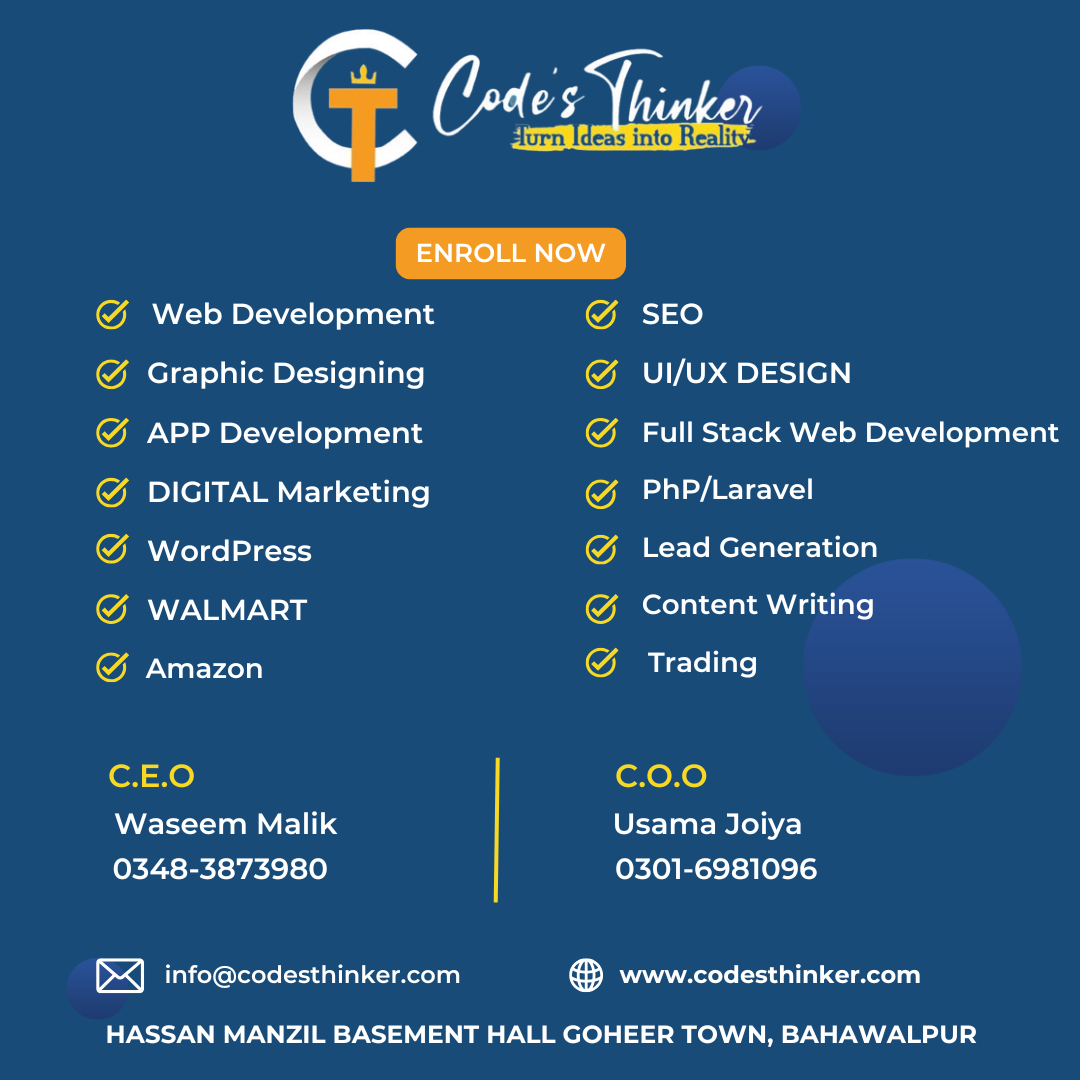 CT
Code's Thinker
Turn Ideas into Reality
ENROLL NOW
Web Development
Graphic Designing
APP Development
DIGITAL Marketing
WordPress
WALMART
Amazon
SEO
UI/UX DESIGN
Full Stack Web Development
PhP/Laravel
Lead Generation
Content Writing
Trading
C.E.O
Waseem Malik
0348-3873980
C.O.O
Usama Joiya
0301-6981096
info@codesthinker.com
www.codesthinker.com
HASSAN MANZIL BASEMENT HALL GOHEER TOWN, BAHAWALPUR